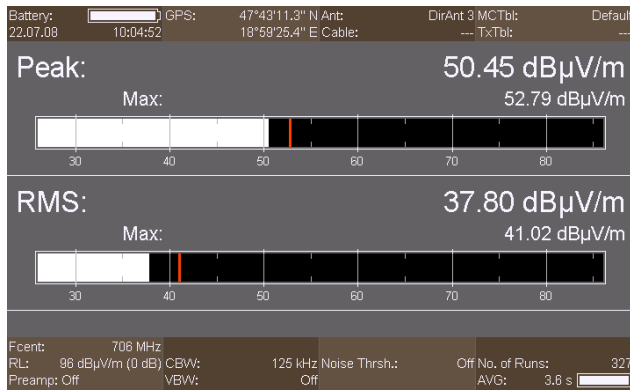 Battery: GPS: 47°43'11.3" N Ant: DirAnt 3 MCTbl: Default
22.07.08 10:04:52 18°59'25.4" E Cable: --- TxTbl: ---
Peak: 50.45 dBµV/m
Max: 52.79 dBµV/m
30 40 50 60 70 80
RMS: 37.80 dBµV/m
Max: 41.02 dBµV/m
30 40 50 60 70 80
Fcent: 706 MHz
RL: 96 dBµV/m (0 dB) CBW: 125 kHz Noise Thrsh.: Off No. of Runs: 327
Preamp: Off VBW: Off AVG: 3.6 s